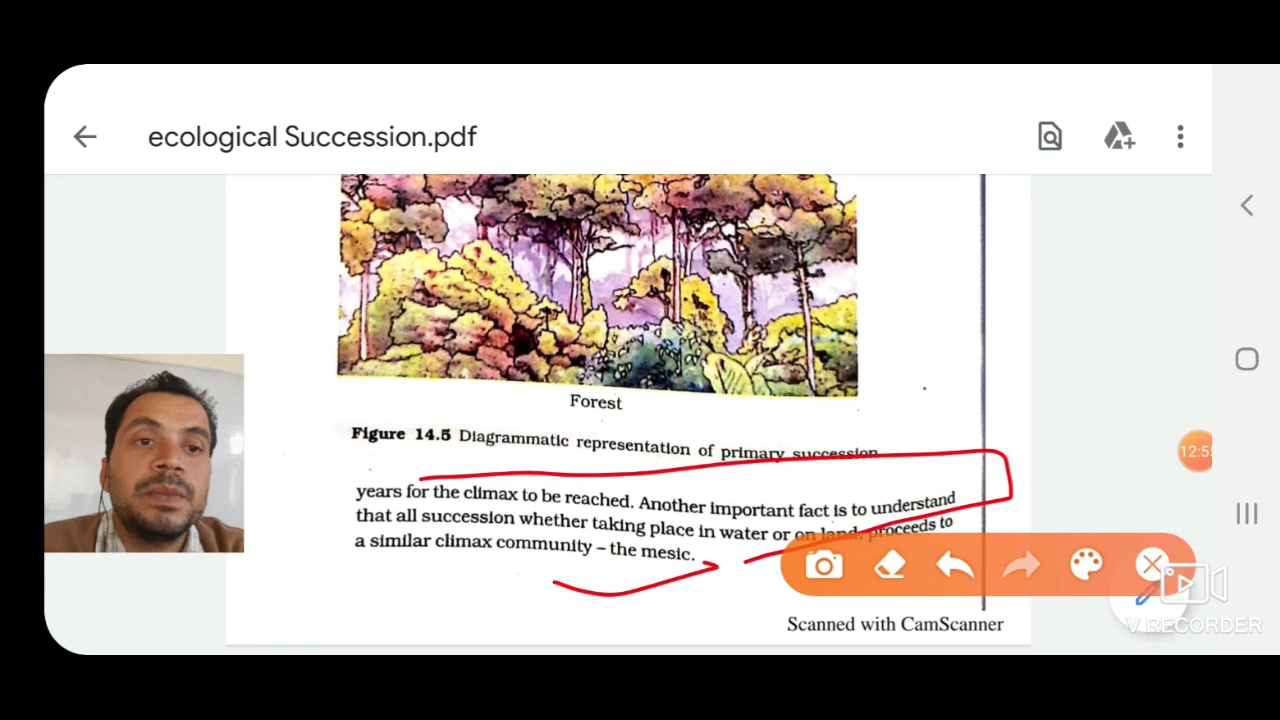 ecological Succession.pdf
Forest
Figure 14.5 Diagrammatic representation of primary succession
12:55
years for the climax to be reached. Another important fact is to understand
that all succession whether taking place in water or on land, proceeds to
a similar climax community – the mesic.
Scanned with CamScanner
V RECORDER